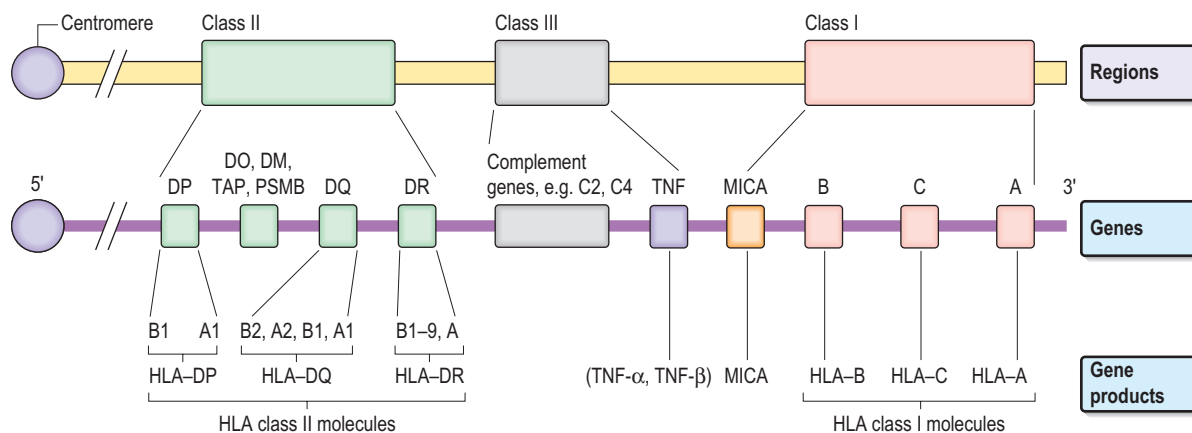 Centromere
Class II
Class III
Class I
Regions
5'
DP
DO, DM,
TAP, PSMB
DQ
DR
Complement
genes, e.g. C2, C4
TNF
MICA
B
C
A
3'
Genes
B1
A1
B2, A2, B1, A1
B1–9, A
HLA–DP
HLA–DQ
HLA–DR
(TNF-α, TNF-β)
MICA
HLA–B
HLA–C
HLA–A
Gene
products
HLA class II molecules
HLA class I molecules